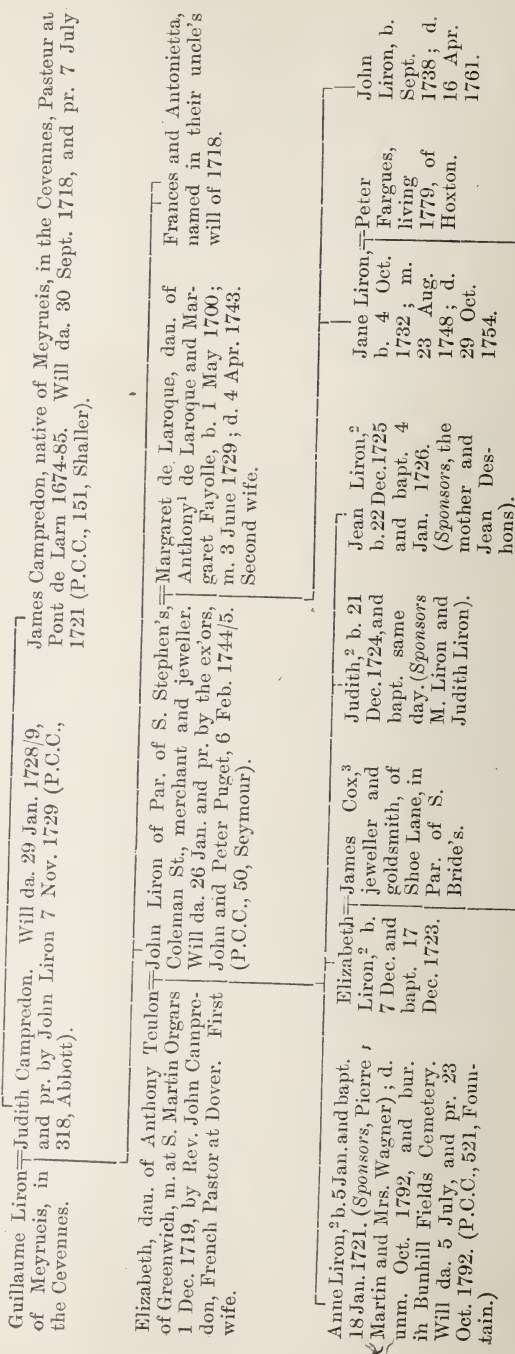 Guillaume Liron=Judith Campredon. Will da. 29 Jan. 1728/9,
of Meyrueis, in and pr. by John Liron 7 Nov. 1729 (P.C.C.,
the Cevennes. 318, Abbott).
James Campredon, native of Meyrueis, in the Cevennes, Pasteur at
Pont de Larn 1674-85. Will da. 30 Sept. 1718, and pr. 7 July
1721 (P.C.C., 151, Shaller).
Elizabeth, dau. of Anthony Teulon=
of Greenwich, m. at S. Martin Orgars
1 Dec. 1719, by Rev. John Campre-
don, French Pastor at Dover. First
wife.
John Liron of Par. of S. Stephen's,=
Coleman St., merchant and jeweller.
Will da. 26 Jan. and pr. by the ex'ors,
John and Peter Puget, 6 Feb. 1744/5.
(P.C.C., 50, Seymour).
Margaret de Laroque, dau. of
Anthony¹ de Laroque and Mar-
garet Fayolle, b. 1 May 1700;
m. 3 June 1729; d. 4 Apr. 1743.
Second wife.
Frances and Antonietta,
named in their uncle's
will of 1718.
Anne Liron,² b. 5 Jan. and bapt.
18 Jan. 1721. (Sponsors, Pierre
Martin and Mrs. Wagner); d.
unm. Oct. 1792, and bur.
in Bunhill Fields Cemetery.
Will da. 5 July, and pr. 23
Oct. 1792. (P.C.C., 521, Foun-
tain.)
Elizabeth=
Liron,² b.
7 Dec. and
bapt. 17
Dec. 1723.
James Cox,³
jeweller and
goldsmith, of
Shoe Lane, in
Par. of S.
Bride's.
Judith,² b. 21
Dec. 1724, and
bapt. same
day. (Sponsors
M. Liron and
Judith Liron).
Jean Liron,²
b. 22 Dec. 1725
and bapt. 4
Jan. 1726.
(Sponsors, the
mother and
Jean Des-
hons).
Jane Liron,=
b. 4 Oct.
1732; m.
23 Aug.
1748; d.
29 Oct.
1754.
Peter
Fargues,
living
1779, of
Hoxton.
John
Liron, b.
Sept.
1738; d.
16 Apr.
1761.